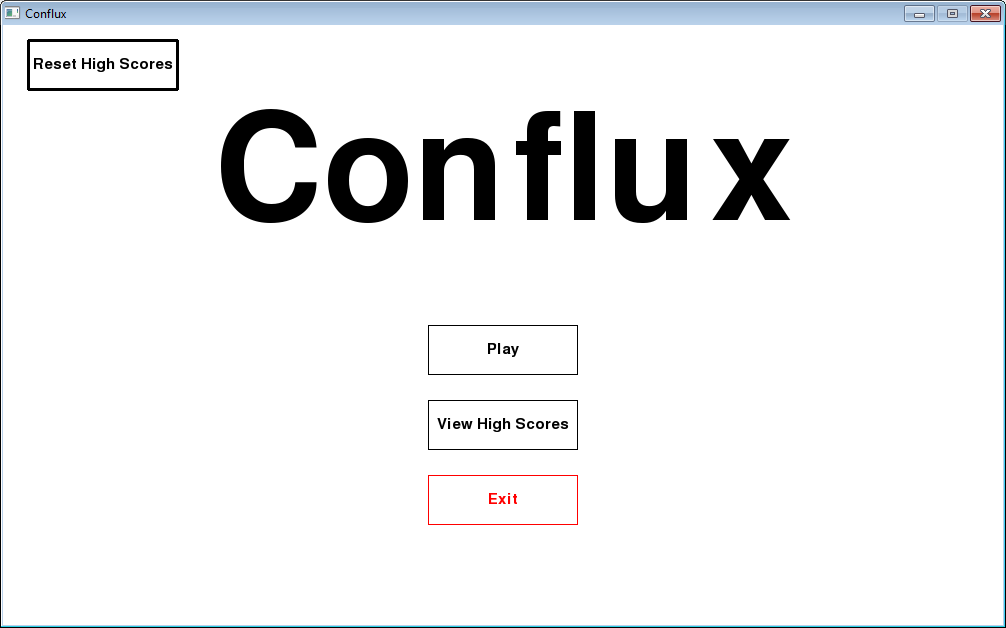 Conflux
Reset High Scores
Conflux
Play
View High Scores
Exit